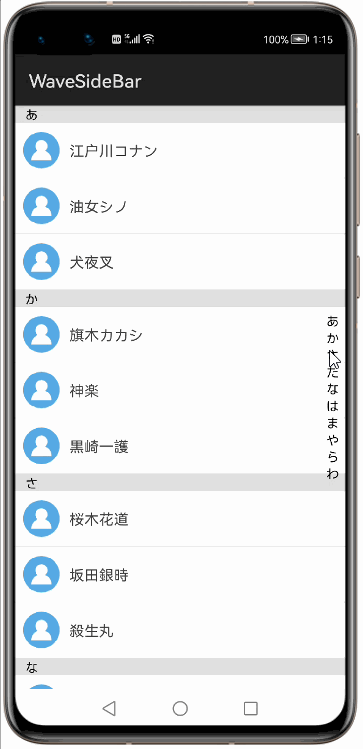 HD 5G 100% 1:15
WaveSideBar
あ
江戸川コナン
油女シノ
犬夜叉
か
旗木カカシ
神楽
黒崎一護
さ
桜木花道
坂田銀時
殺生丸
な
あ
か
た
な
は
ま
や
ら
わ